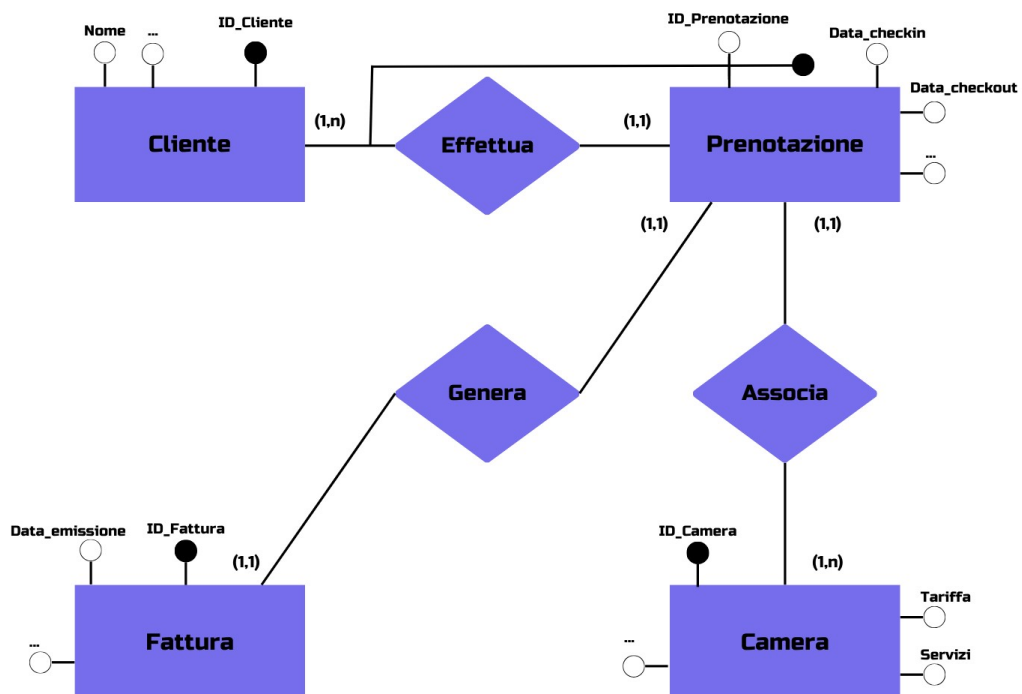 ID_Cliente
ID_Prenotazione
Nome
...
Data_checkin
Data_checkout
(1,n)
(1,1)
Cliente
Effettua
Prenotazione
...
(1,1)
(1,1)
Genera
Associa
Data_emissione
ID_Fattura
ID_Camera
(1,1)
(1,n)
Tariffa
...
Fattura
...
Camera
Servizi